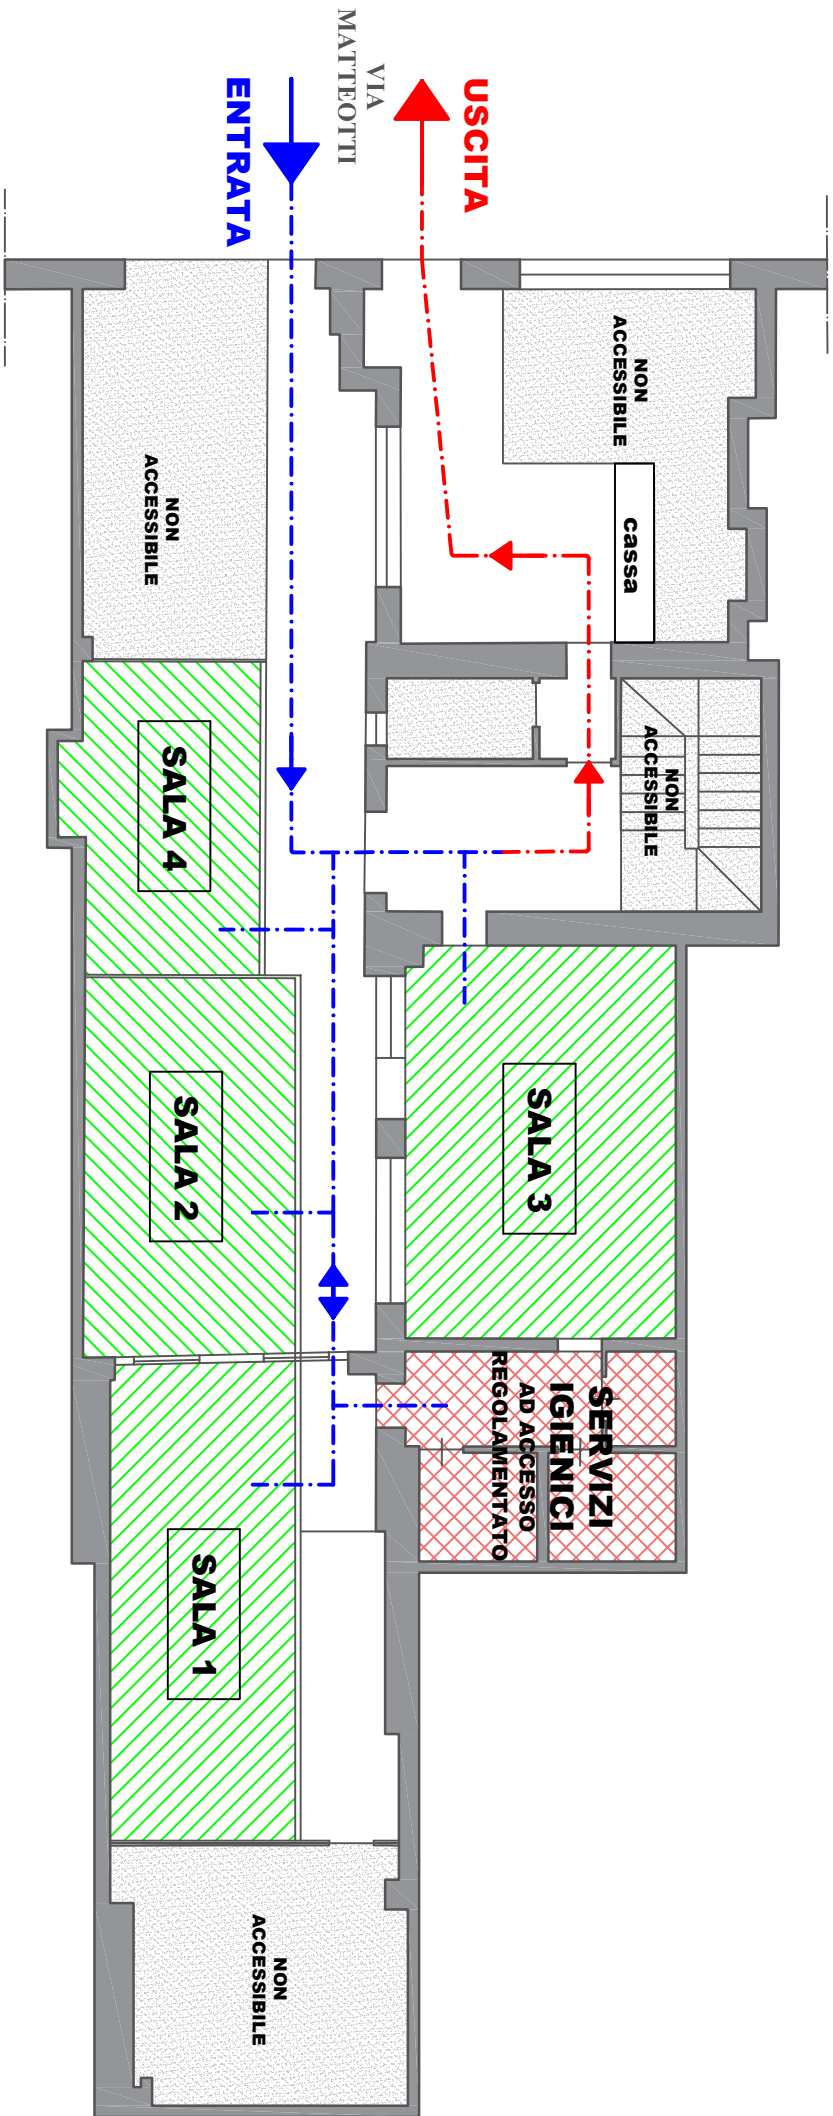 VIA
MATTEOTTI
USCITA
ENTRATA
NON
ACCESSIBILE
cassa
NON
ACCESSIBILE
NON
ACCESSIBILE
SALA 4
SALA 3
SALA 2
SERVIZI
IGIENICI
AD ACCESSO
REGOLAMENTATO
SALA 1
NON
ACCESSIBILE